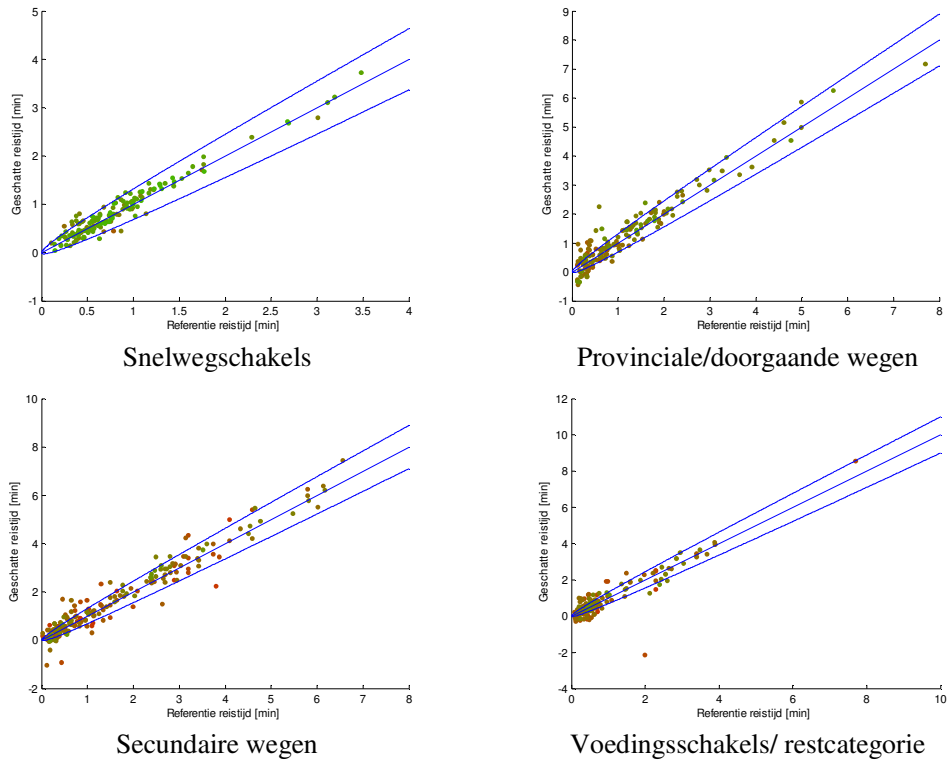 5
4
3
2
1
0
-1
Geschatte reistijd [min]
0 0.5 1 1.5 2 2.5 3 3.5 4
Referentie reistijd [min]
Snelwegschakels
9
8
7
6
5
4
3
2
1
0
-1
Geschatte reistijd [min]
0 1 2 3 4 5 6 7 8
Referentie reistijd [min]
Provinciale/doorgaande wegen
10
8
6
4
2
0
-2
Geschatte reistijd [min]
0 1 2 3 4 5 6 7 8
Referentie reistijd [min]
Secundaire wegen
12
10
8
6
4
2
0
-2
-4
Geschatte reistijd [min]
0 2 4 6 8 10
Referentie reistijd [min]
Voedingsschakels/ restcategorie